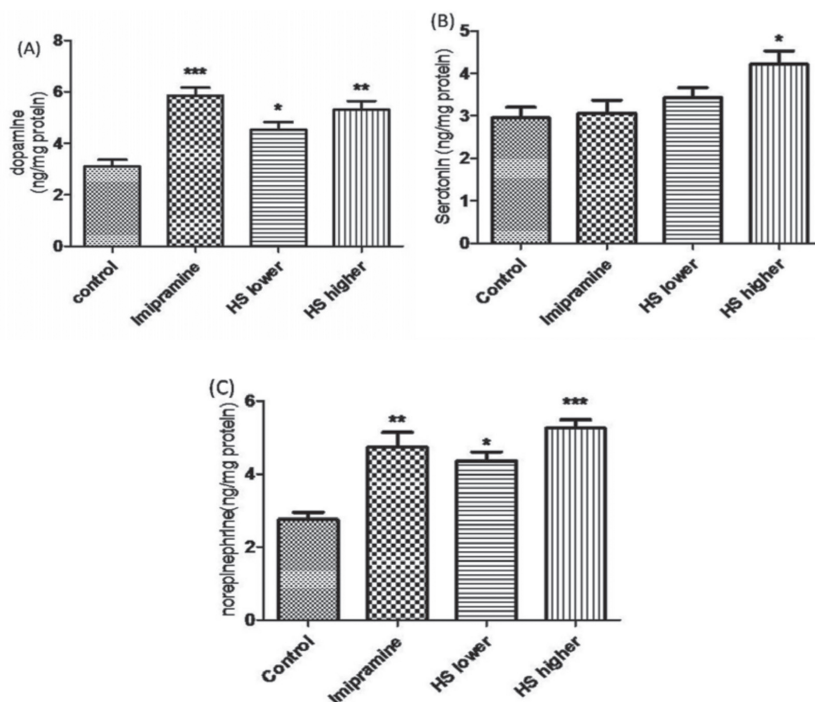 (A)
dopamine
(ng/mg protein)
8
6
4
2
0
***
*
**
control
Imipramine
HS lower
HS higher
(B)
Serotonin (ng/mg protein)
5
4
3
2
1
0
*
Control
Imipramine
HS lower
HS higher
(C)
norepinephrine(ng/mg protein)
6
4
2
0
**
*
***
Control
Imipramine
HS lower
HS higher